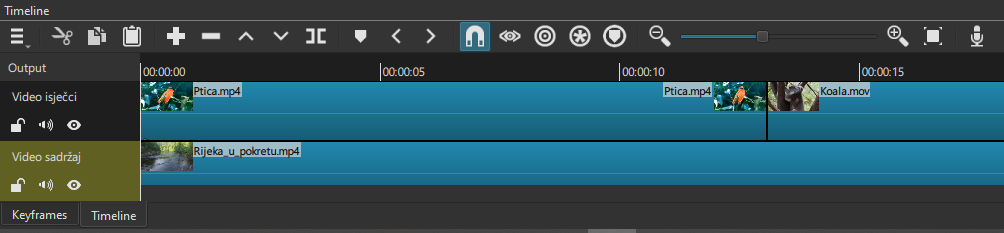 Timeline
Output
00:00:00 00:00:05 00:00:10 00:00:15
Video isječci
Ptica.mp4 Ptica.mp4 Koala.mov
Video sadržaj
Rijeka_u_pokretu.mp4
Keyframes Timeline